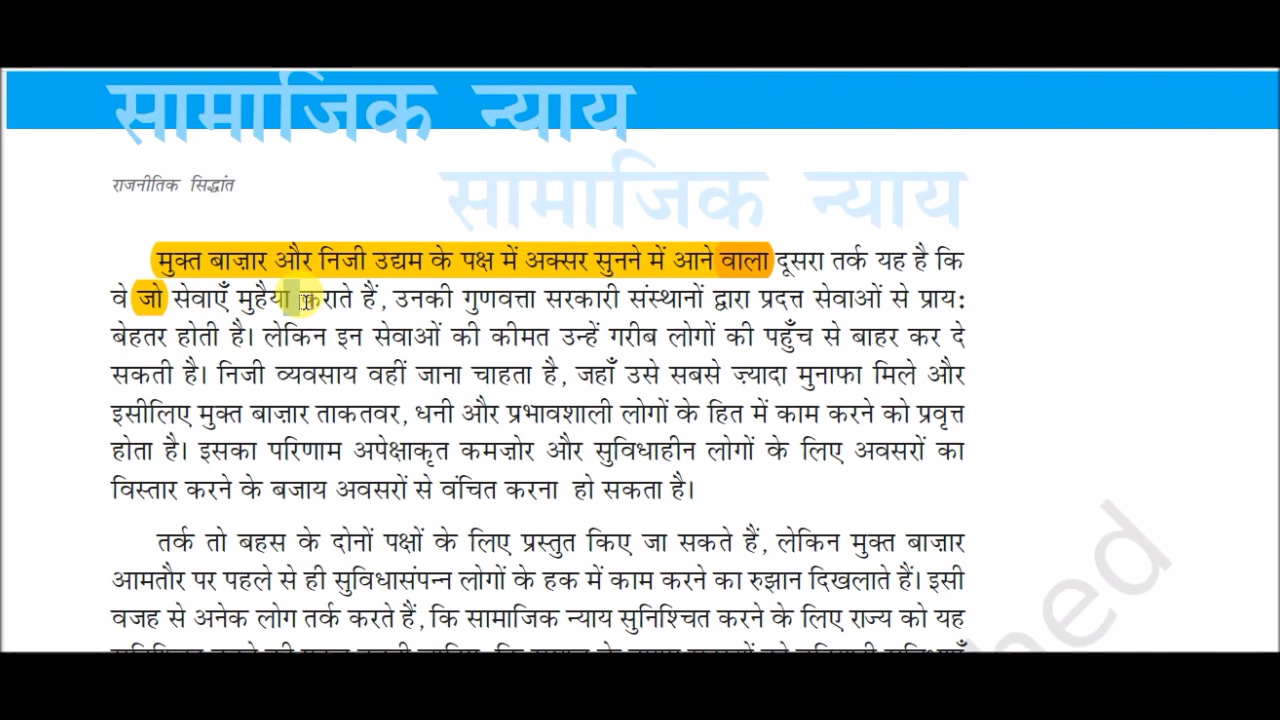 सामाजिक न्याय
राजनीतिक सिद्धांत
सामाजिक न्याय
मुक्त बाज़ार और निजी उद्यम के पक्ष में अक्सर सुनने में आने वाला दूसरा तर्क यह है कि
वे जो सेवाएँ मुहैया कराते हैं, उनकी गुणवत्ता सरकारी संस्थानों द्वारा प्रदत्त सेवाओं से प्राय:
बेहतर होती है। लेकिन इन सेवाओं की कीमत उन्हें गरीब लोगों की पहुँच से बाहर कर दे
सकती है। निजी व्यवसाय वहीं जाना चाहता है, जहाँ उसे सबसे ज़्यादा मुनाफा मिले और
इसीलिए मुक्त बाज़ार ताकतवर, धनी और प्रभावशाली लोगों के हित में काम करने को प्रवृत्त
होता है। इसका परिणाम अपेक्षाकृत कमज़ोर और सुविधाहीन लोगों के लिए अवसरों का
विस्तार करने के बजाय अवसरों से वंचित करना हो सकता है।
तर्क तो बहस के दोनों पक्षों के लिए प्रस्तुत किए जा सकते हैं, लेकिन मुक्त बाज़ार
आमतौर पर पहले से ही सुविधासंपन्न लोगों के हक में काम करने का रुझान दिखलाते हैं। इसी
वजह से अनेक लोग तर्क करते हैं, कि सामाजिक न्याय सुनिश्चित करने के लिए राज्य को यह